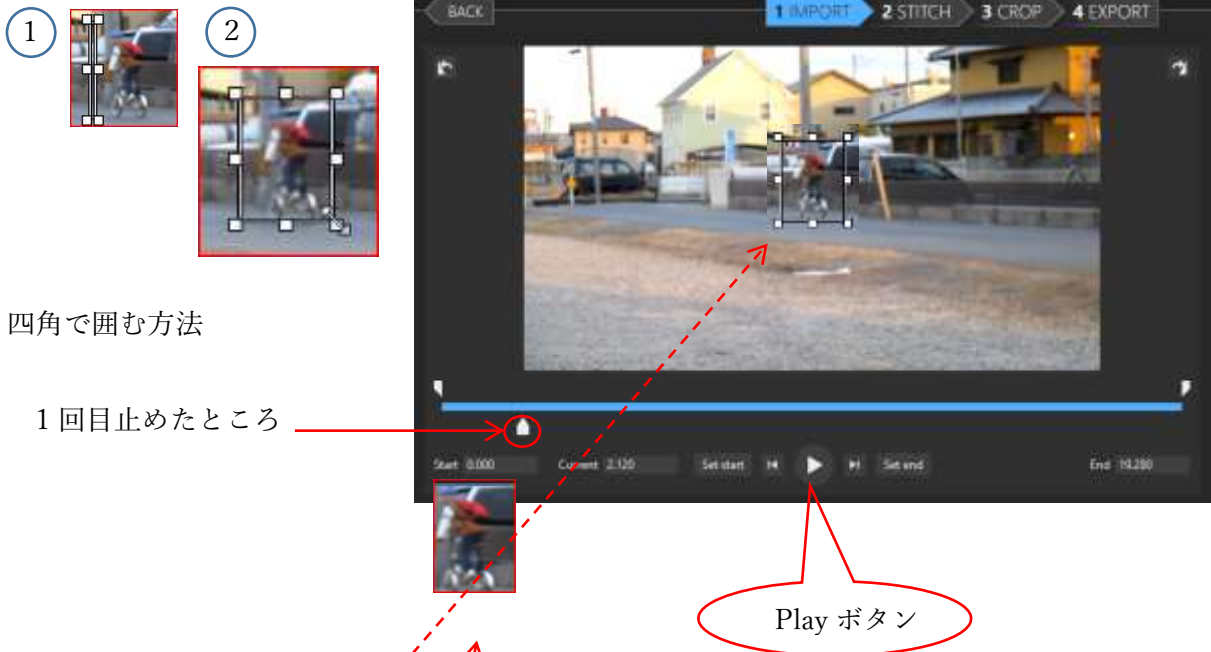 1
2
BACK
1 IMPORT 2 STITCH 3 CROP 4 EXPORT
四角で囲む方法
1 回目止めたところ
Start 0.000 Current 2.120 Set start Set end End 19.280
Play ボタン